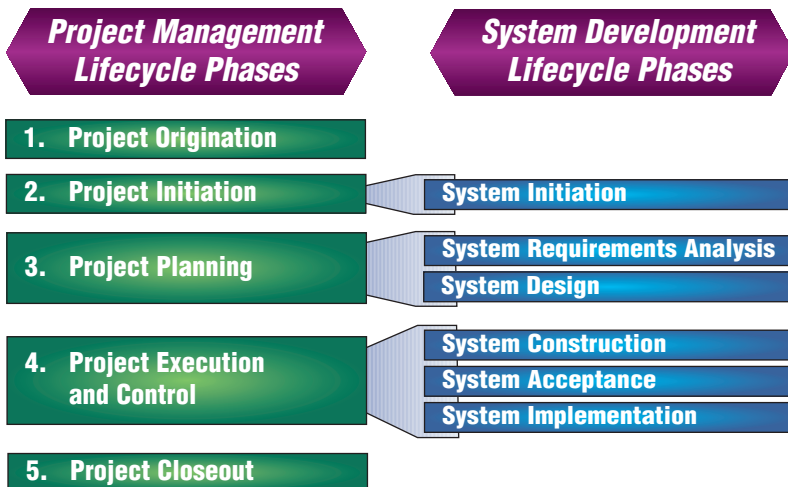 Project Management
Lifecycle Phases
System Development
Lifecycle Phases
1. Project Origination
2. Project Initiation
System Initiation
3. Project Planning
System Requirements Analysis
System Design
4. Project Execution
and Control
System Construction
System Acceptance
System Implementation
5. Project Closeout